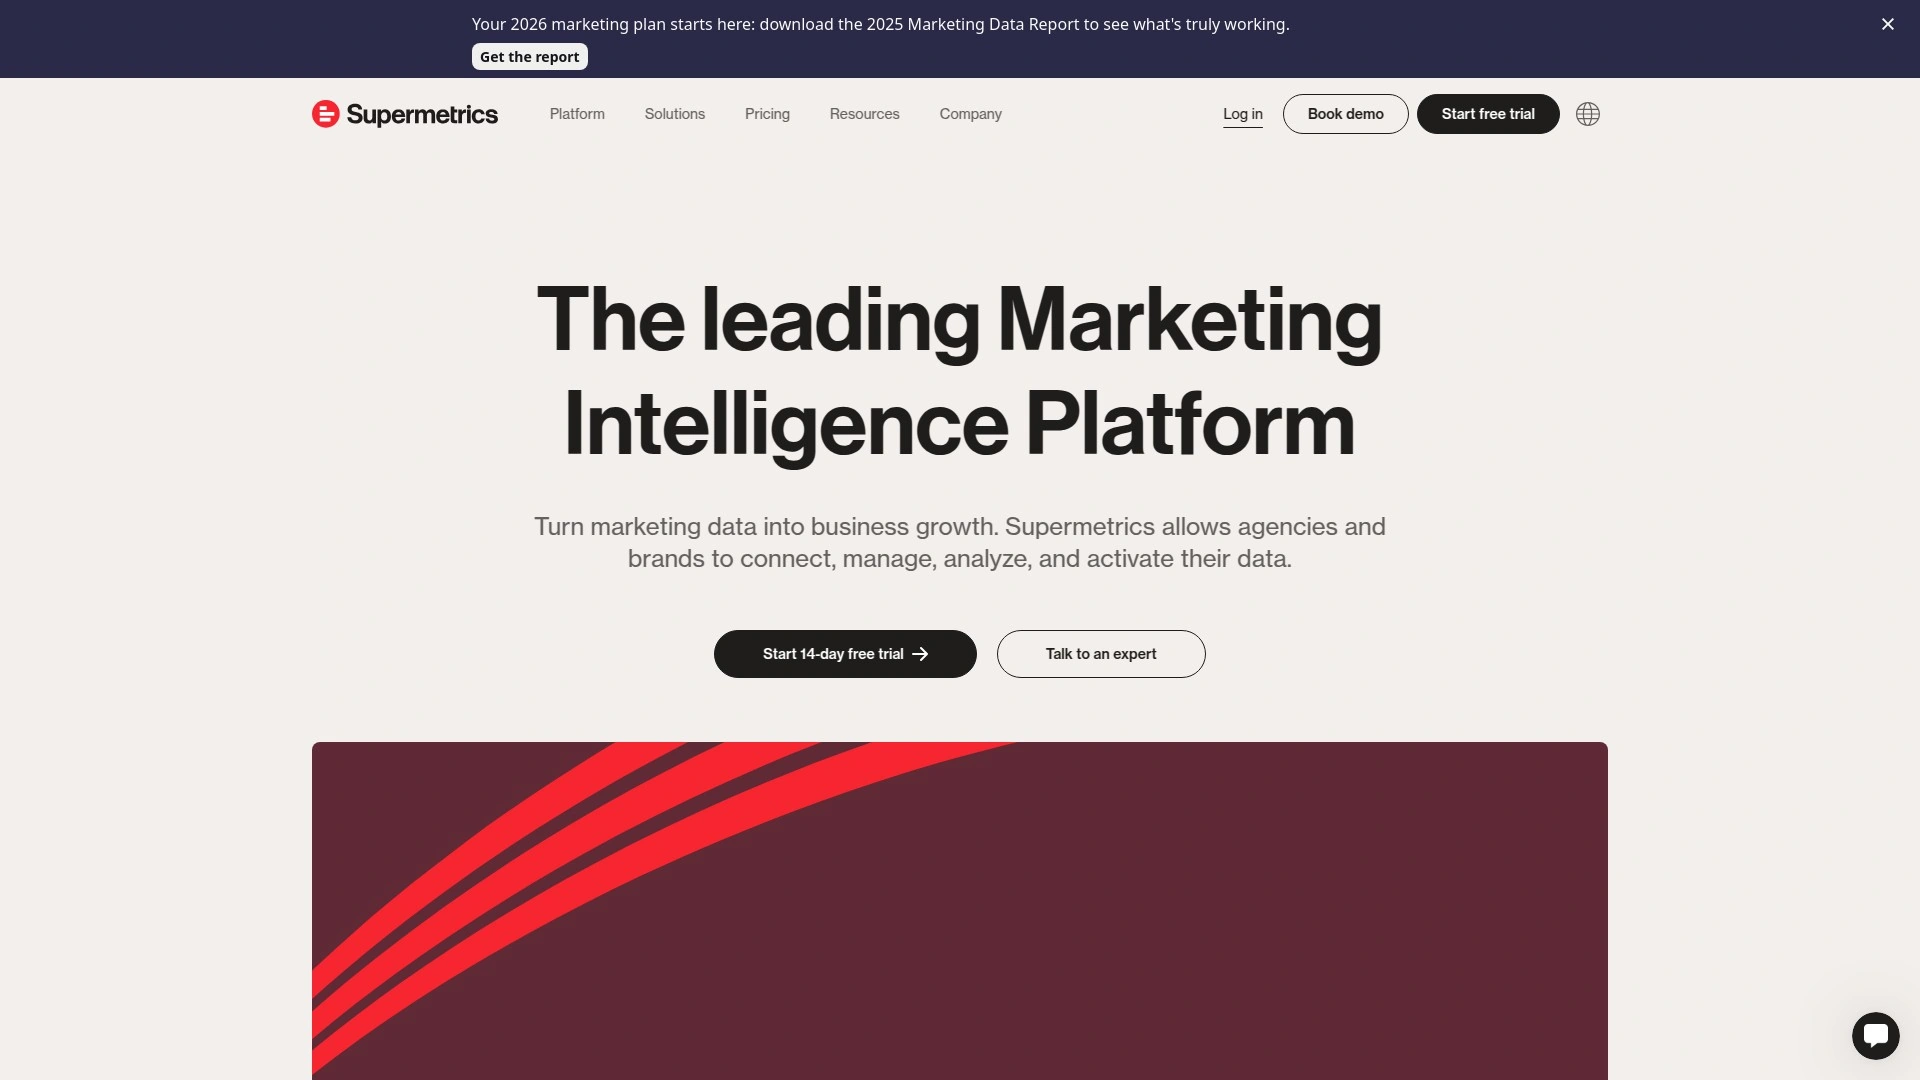 Your 2026 marketing plan starts here: download the 2025 Marketing Data Report to see what's truly working.
Get the report
Supermetrics
Platform
Solutions
Pricing
Resources
Company
Log in
Book demo
Start free trial
The leading Marketing
Intelligence Platform
Turn marketing data into business growth. Supermetrics allows agencies and
brands to connect, manage, analyze, and activate their data.
Start 14-day free trial
Talk to an expert